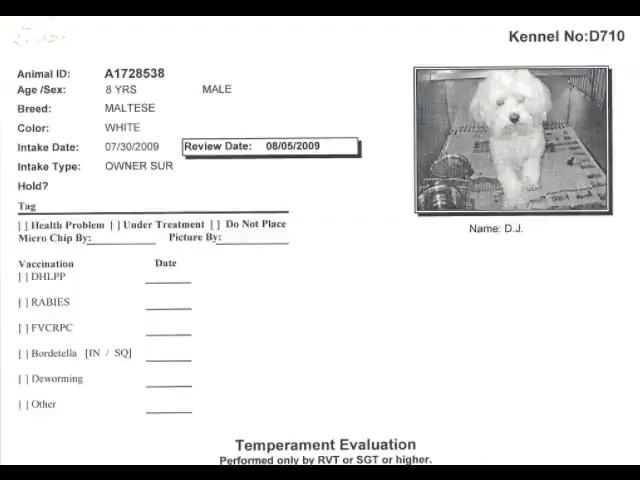 Kennel No:D710
Animal ID: A1728538
Age /Sex: 8 YRS MALE
Breed: MALTESE
Color: WHITE
Intake Date: 07/30/2009 Review Date: 08/05/2009
Intake Type: OWNER SUR
Hold?
Name: D.J.
Tag
[ ] Health Problem [ ] Under Treatment [ ] Do Not Place
Micro Chip By: Picture By:
Vaccination Date
[ ] DHLPP
[ ] RABIES
[ ] FVCRPC
[ ] Bordetella [IN / SQ]
[ ] Deworming
[ ] Other
Temperament Evaluation
Performed only by RVT or SGT or higher.